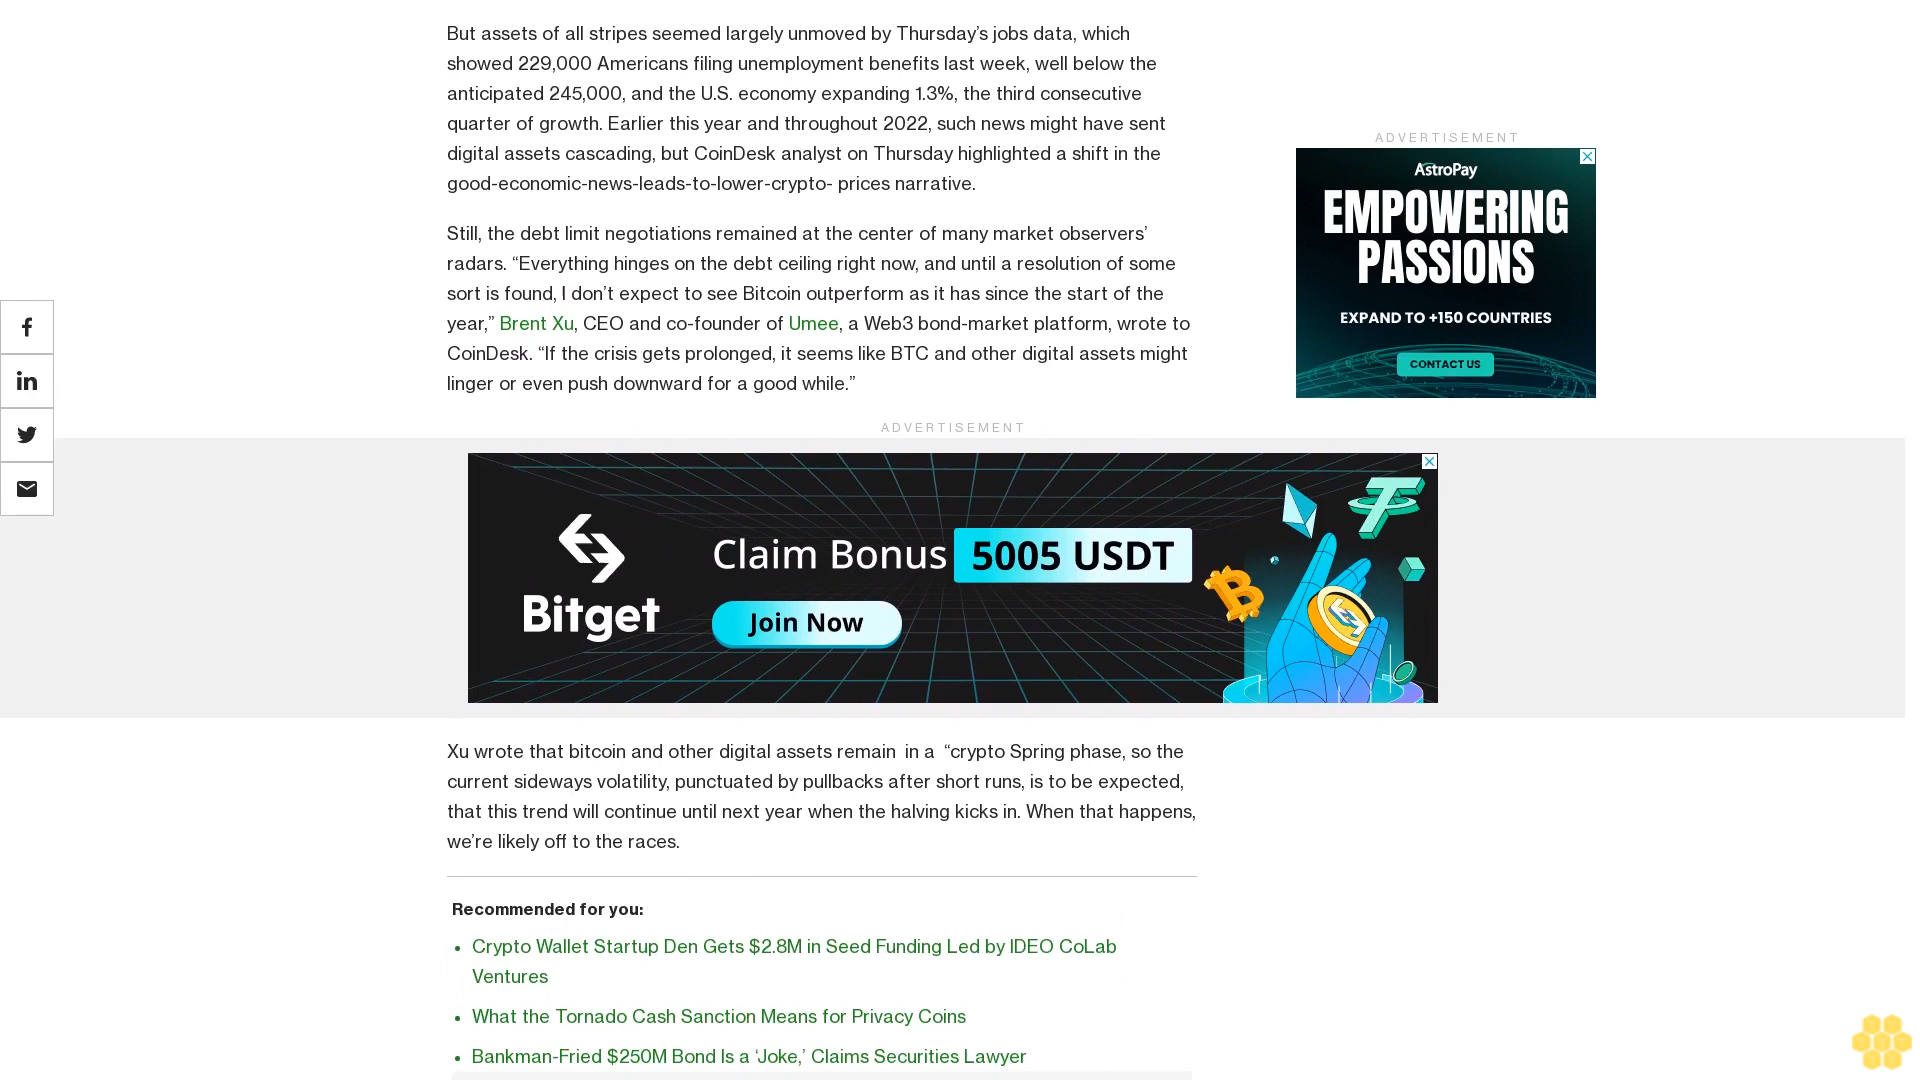 But assets of all stripes seemed largely unmoved by Thursday’s jobs data, which
showed 229,000 Americans filing unemployment benefits last week, well below the
anticipated 245,000, and the U.S. economy expanding 1.3%, the third consecutive
quarter of growth. Earlier this year and throughout 2022, such news might have sent
digital assets cascading, but CoinDesk analyst on Thursday highlighted a shift in the
good-economic-news-leads-to-lower-crypto- prices narrative.
Still, the debt limit negotiations remained at the center of many market observers’
radars. “Everything hinges on the debt ceiling right now, and until a resolution of some
sort is found, I don’t expect to see Bitcoin outperform as it has since the start of the
year,” Brent Xu, CEO and co-founder of Umee, a Web3 bond-market platform, wrote to
CoinDesk. “If the crisis gets prolonged, it seems like BTC and other digital assets might
linger or even push downward for a good while.”
ADVERTISEMENT
AstroPay
EMPOWERING
PASSIONS
EXPAND TO +150 COUNTRIES
CONTACT US
ADVERTISEMENT
Bitget
Claim Bonus 5005 USDT
Join Now
Xu wrote that bitcoin and other digital assets remain  in a  “crypto Spring phase, so the
current sideways volatility, punctuated by pullbacks after short runs, is to be expected,
that this trend will continue until next year when the halving kicks in. When that happens,
we’re likely off to the races.
Recommended for you:
• Crypto Wallet Startup Den Gets $2.8M in Seed Funding Led by IDEO CoLab
Ventures
• What the Tornado Cash Sanction Means for Privacy Coins
• Bankman-Fried $250M Bond Is a ‘Joke,’ Claims Securities Lawyer